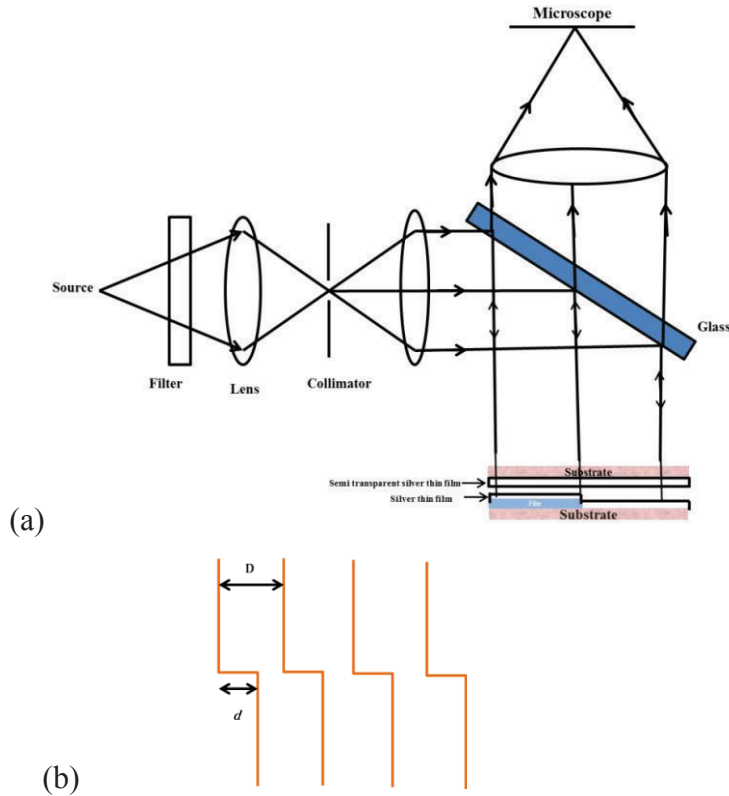 Microscope
Source
Glass
Filter
Lens
Collimator
Substrate
Semi transparent silver thin film
Silver thin film
Film
Substrate
(a)
D
d
(b)